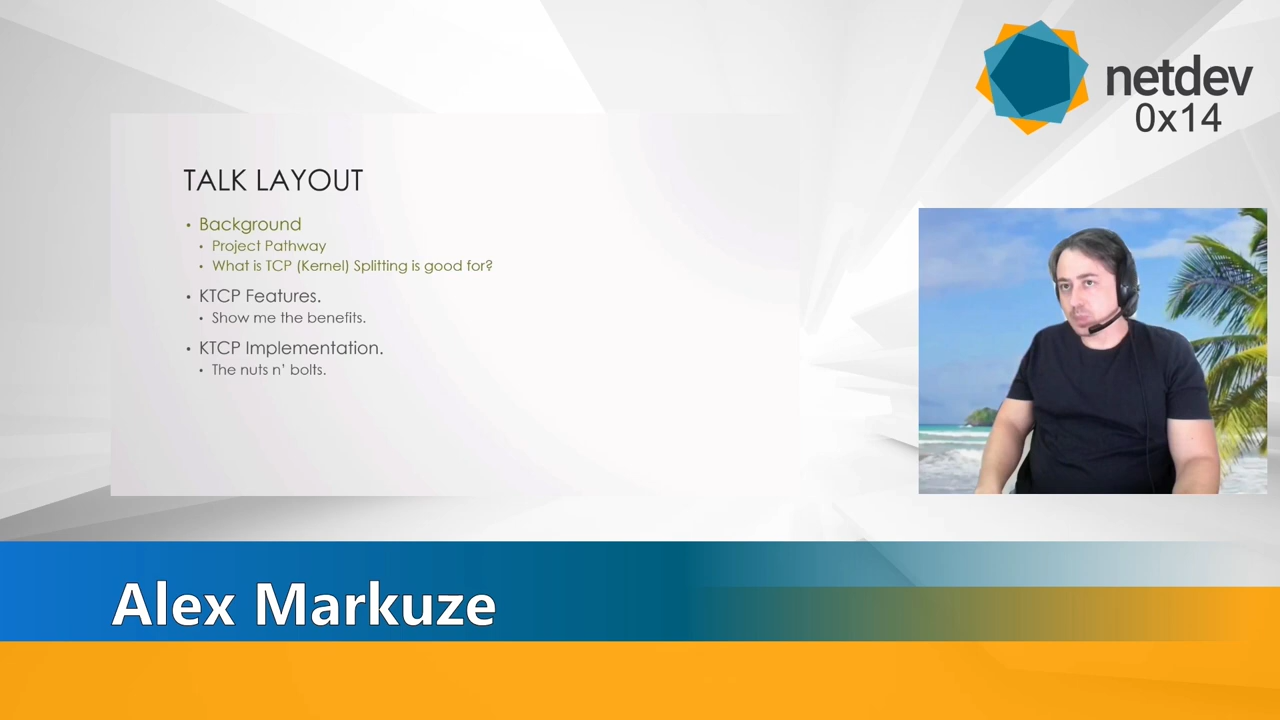 netdev
0x14
TALK LAYOUT
• Background
• Project Pathway
• What is TCP (Kernel) Splitting is good for?
• KTCP Features.
• Show me the benefits.
• KTCP Implementation.
• The nuts n' bolts.
Alex Markuze